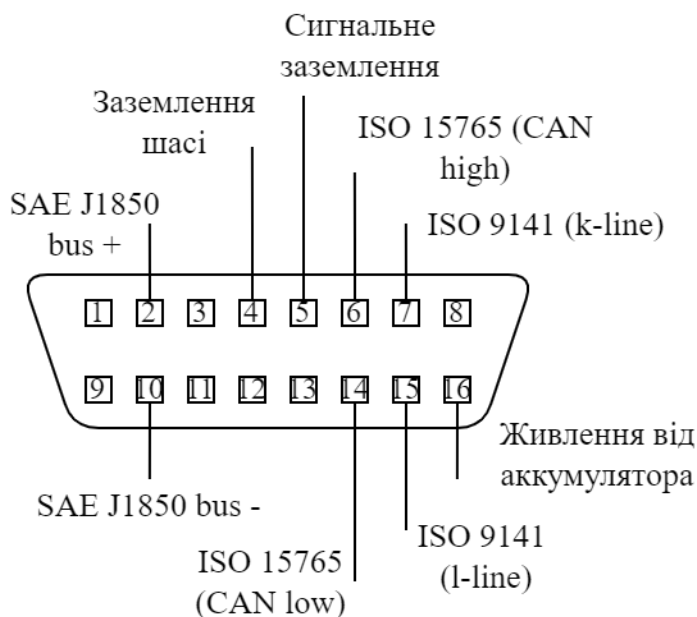 Сигнальне
заземлення
Заземлення
шасі
ISO 15765 (CAN
high)
SAE J1850
bus +
ISO 9141 (k-line)
1 2 3 4 5 6 7 8
9 10 11 12 13 14 15 16
Живлення від
аккумулятора
SAE J1850 bus -
ISO 9141
(l-line)
ISO 15765
(CAN low)